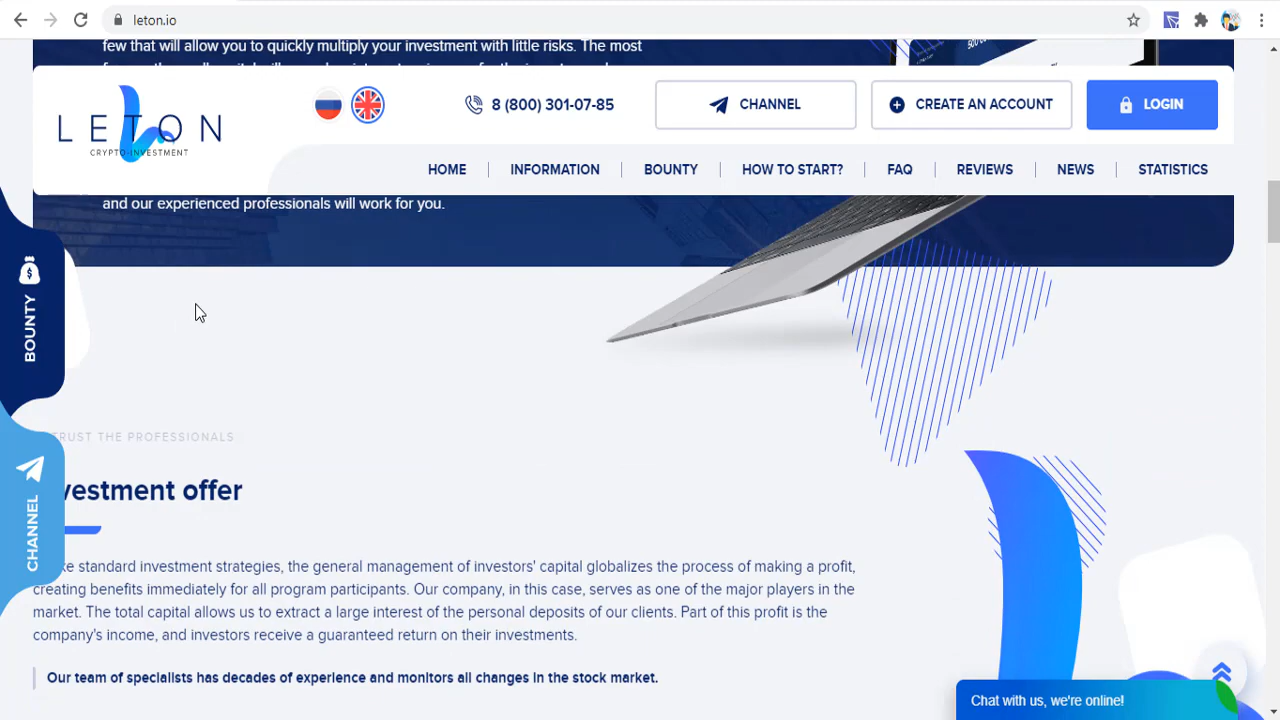 leton.io
few that will allow you to quickly multiply your investment with little risks. The most
LETON
CRYPTO-INVESTMENT
8 (800) 301-07-85
CHANNEL
CREATE AN ACCOUNT
LOGIN
HOME
INFORMATION
BOUNTY
HOW TO START?
FAQ
REVIEWS
NEWS
STATISTICS
and our experienced professionals will work for you.
BOUNTY
CHANNEL
TRUST THE PROFESSIONALS
vestment offer
standard investment strategies, the general management of investors' capital globalizes the process of making a profit,
creating benefits immediately for all program participants. Our company, in this case, serves as one of the major players in the
market. The total capital allows us to extract a large interest of the personal deposits of our clients. Part of this profit is the
company's income, and investors receive a guaranteed return on their investments.
Our team of specialists has decades of experience and monitors all changes in the stock market.
Chat with us, we're online!